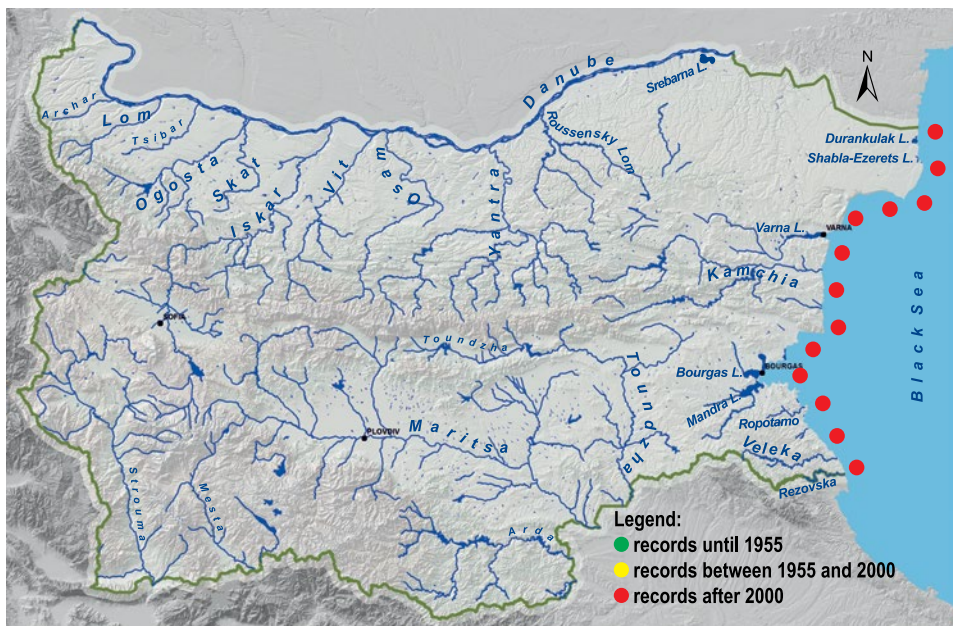 N
Danube
Srebarna L.
Archar
Lom
Tsibar
Roussensky Lom
Durankulak L.
Shabla-Ezerets L.
Ogosta
Skat
Iskar
Vit
Osam
Yantra
Varna L.
VARNA
Kamchia
SOFIA
Toundzha
Toundzha
Bourgas L.
BOURGAS
Black Sea
Mandra L.
Ropotamo
PLOVDIV
Maritsa
Veleka
Rezovska
Strouma
Mesta
Arda
Legend:
records until 1955
records between 1955 and 2000
records after 2000